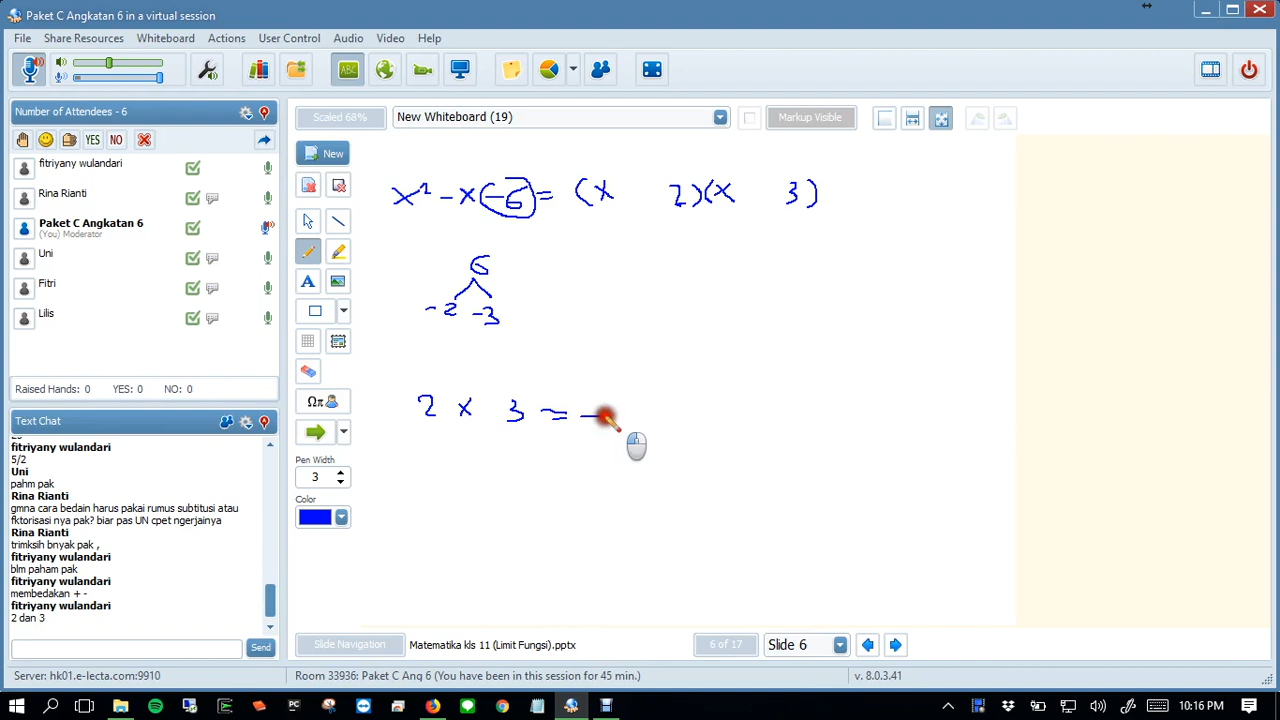 Paket C Angkatan 6 in a virtual session
File Share Resources Whiteboard Actions User Control Audio Video Help
ABC
Number of Attendees - 6
YES NO
fitriyany wulandari
Rina Rianti
Paket C Angkatan 6
(You) Moderator
Uni
Fitri
Lilis
Raised Hands: 0 YES: 0 NO: 0
Text Chat
fitriyany wulandari
5/2
Uni
pahm pak
Rina Rianti
gmna cara bedain harus pakai rumus subtitusi atau
fktorisasi nya pak? biar pas UN cpet ngerjainya
Rina Rianti
trimksih bnyak pak ,
fitriyany wulandari
blm paham pak
fitriyany wulandari
membedakan + -
fitriyany wulandari
2 dan 3
Send
Scaled 68% New Whiteboard (19) Markup Visible
New
A
Ωπ
Pen Width
3
Color
x² - x - 6 = (x 2)(x 3)
6
-2 -3
2 x 3 = -
Slide Navigation Matematika kls 11 (Limit Fungsi).pptx 6 of 17 Slide 6
Server: hk01.e-lecta.com:9910 Room 33936: Paket C Ang 6 (You have been in this session for 45 min.) v. 8.0.3.41
PC
10:16 PM